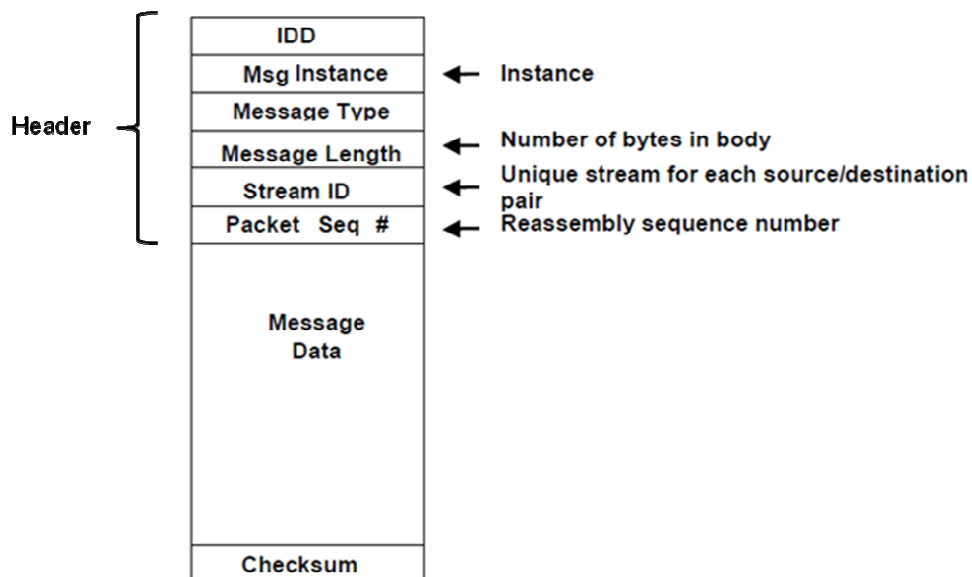 IDD
Msg Instance
Instance
Header
Message Type
Message Length
Number of bytes in body
Stream ID
Unique stream for each source/destination
pair
Packet Seq #
Reassembly sequence number
Message
Data
Checksum